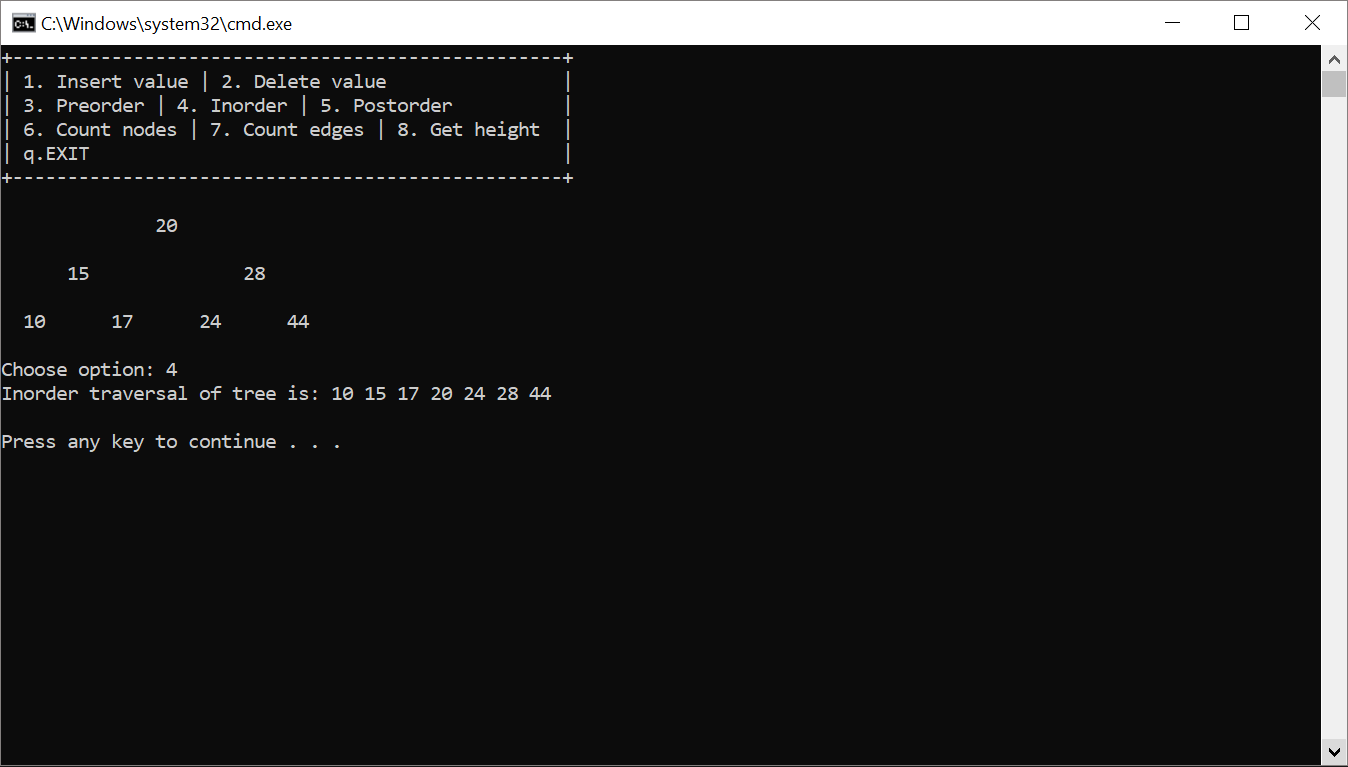 C:\Windows\system32\cmd.exe
+--------------------------------------------------+
| 1. Insert value | 2. Delete value                |
| 3. Preorder | 4. Inorder | 5. Postorder          |
| 6. Count nodes | 7. Count edges | 8. Get height  |
| q.EXIT                                           |
+--------------------------------------------------+
              20
      15              28
  10      17      24      44
Choose option: 4
Inorder traversal of tree is: 10 15 17 20 24 28 44
Press any key to continue . . .